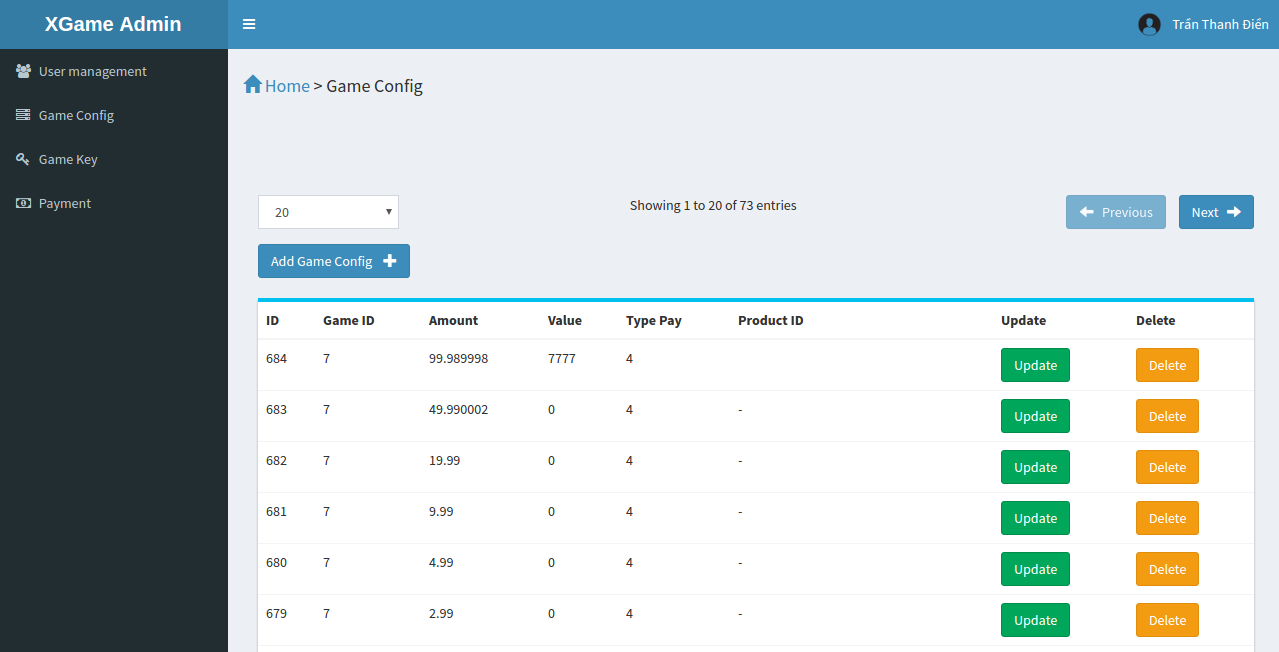 XGame Admin
Trần Thanh Điền
User management
Game Config
Game Key
Payment
Home > Game Config
20
Showing 1 to 20 of 73 entries
Previous
Next
Add Game Config
ID Game ID Amount Value Type Pay Product ID Update Delete
684 7 99.989998 7777 4 Update Delete
683 7 49.990002 0 4 - Update Delete
682 7 19.99 0 4 - Update Delete
681 7 9.99 0 4 - Update Delete
680 7 4.99 0 4 - Update Delete
679 7 2.99 0 4 - Update Delete